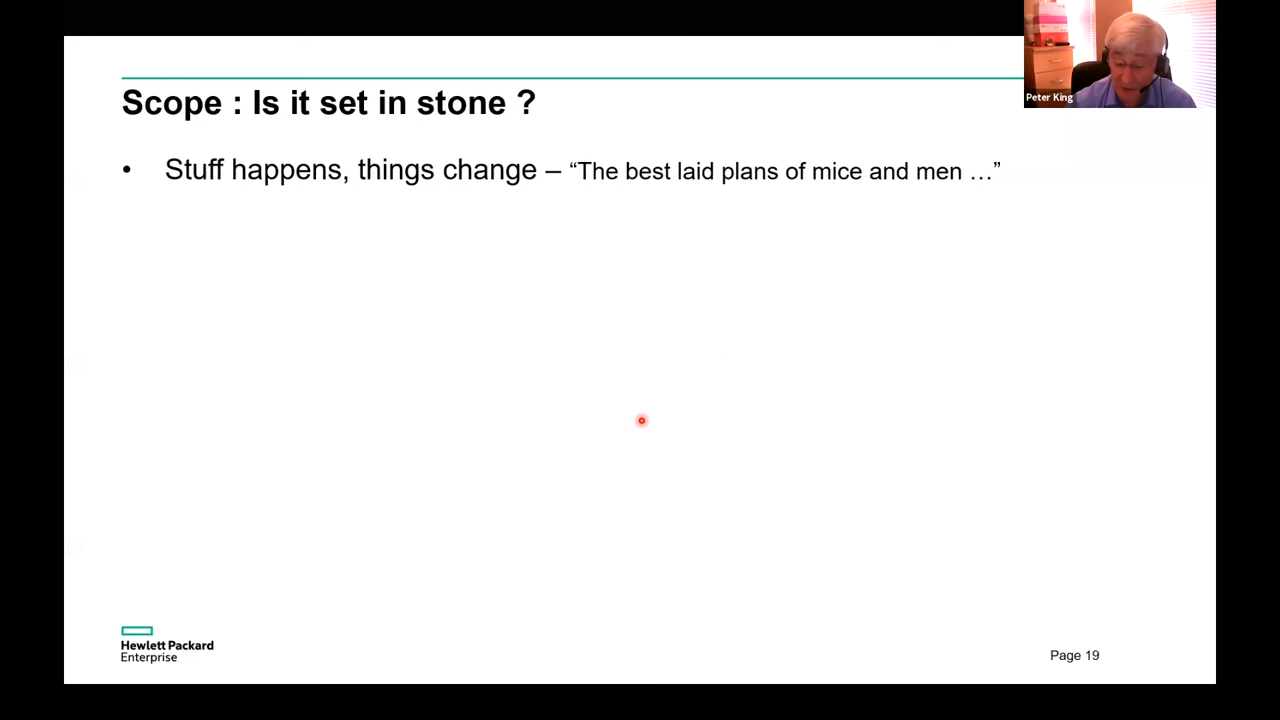 Peter King
Scope : Is it set in stone ?
• Stuff happens, things change – “The best laid plans of mice and men …”
Hewlett Packard
Enterprise
Page 19